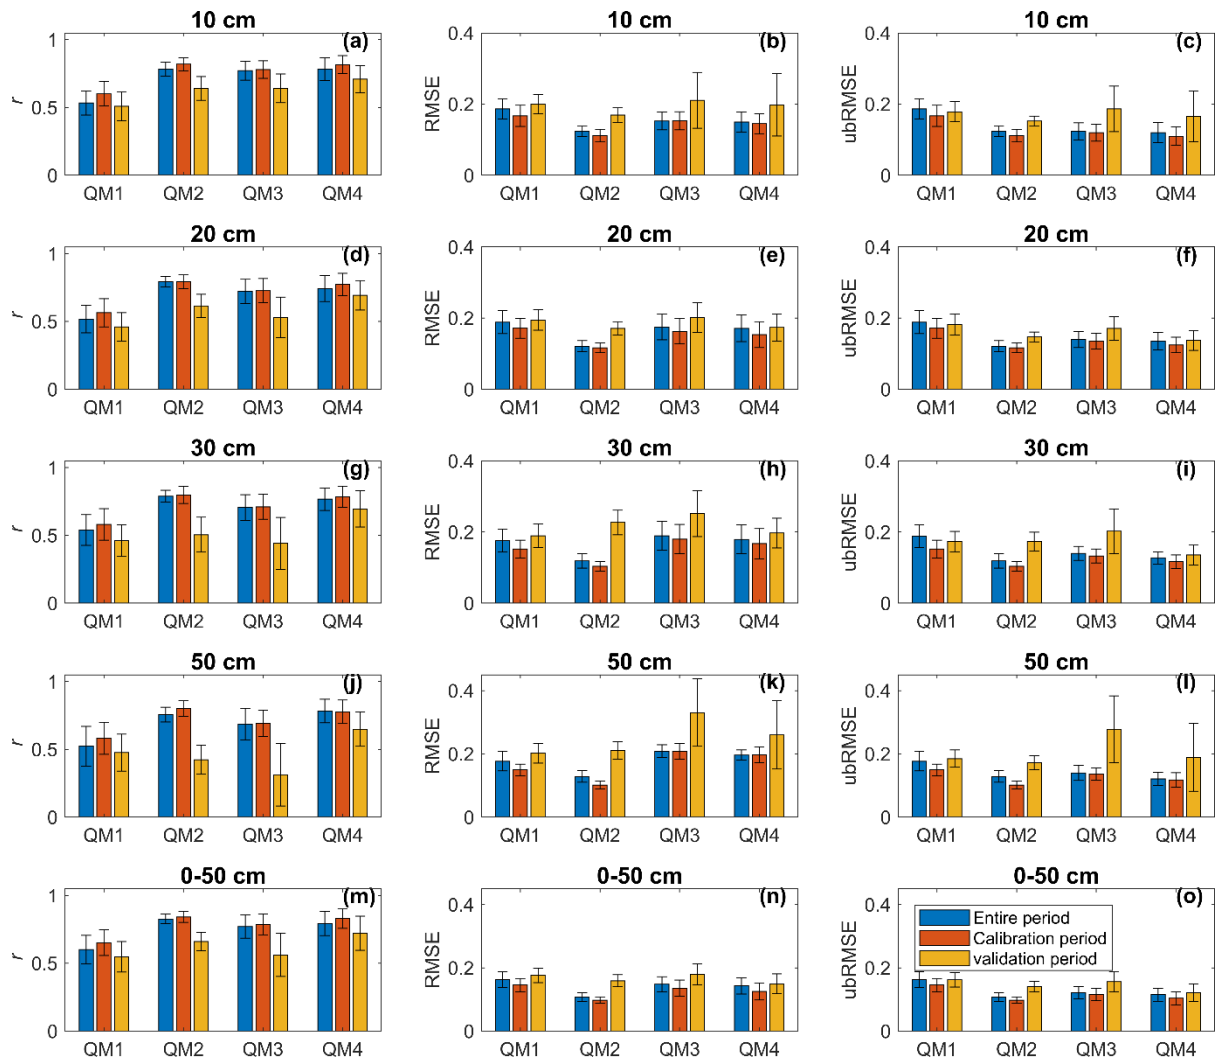 10 cm
(a)
1
0.5
0
r
QM1 QM2 QM3 QM4
10 cm
(b)
0.4
0.2
0
RMSE
QM1 QM2 QM3 QM4
10 cm
(c)
0.4
0.2
0
ubRMSE
QM1 QM2 QM3 QM4
20 cm
(d)
1
0.5
0
r
QM1 QM2 QM3 QM4
20 cm
(e)
0.4
0.2
0
RMSE
QM1 QM2 QM3 QM4
20 cm
(f)
0.4
0.2
0
ubRMSE
QM1 QM2 QM3 QM4
30 cm
(g)
1
0.5
0
r
QM1 QM2 QM3 QM4
30 cm
(h)
0.4
0.2
0
RMSE
QM1 QM2 QM3 QM4
30 cm
(i)
0.4
0.2
0
ubRMSE
QM1 QM2 QM3 QM4
50 cm
(j)
1
0.5
0
r
QM1 QM2 QM3 QM4
50 cm
(k)
0.4
0.2
0
RMSE
QM1 QM2 QM3 QM4
50 cm
(l)
0.4
0.2
0
ubRMSE
QM1 QM2 QM3 QM4
0-50 cm
(m)
1
0.5
0
r
QM1 QM2 QM3 QM4
0-50 cm
(n)
0.4
0.2
0
RMSE
QM1 QM2 QM3 QM4
0-50 cm
(o)
0.4
0.2
0
ubRMSE
Entire period
Calibration period
validation period
QM1 QM2 QM3 QM4